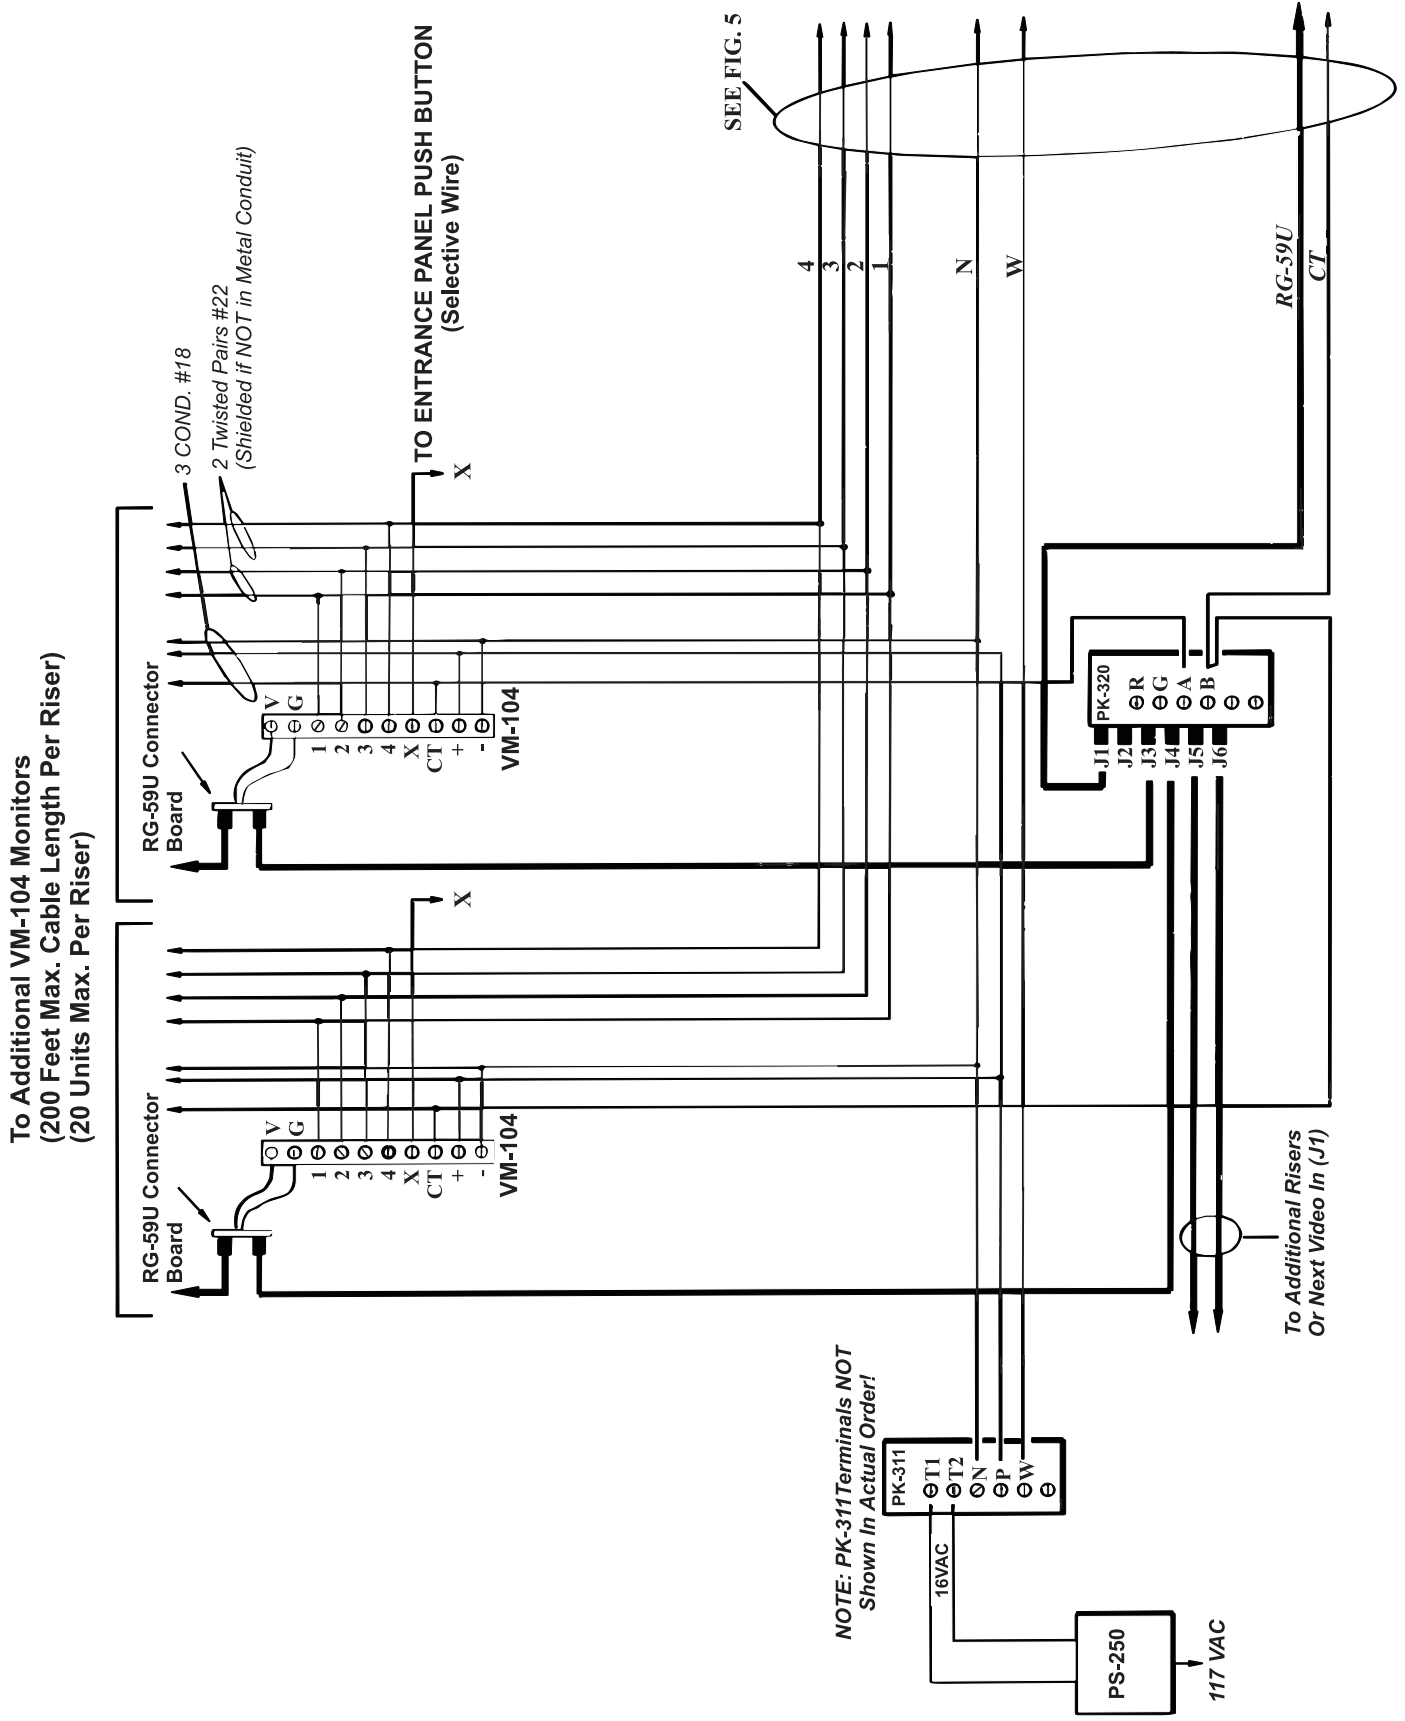 To Additional VM-104 Monitors
(200 Feet Max. Cable Length Per Riser)
(20 Units Max. Per Riser)
RG-59U Connector
Board
V
G
1
2
3
4
X
CT
+
-
VM-104
X
RG-59U Connector
Board
V
G
1
2
3
4
X
CT
+
-
VM-104
3 COND. #18
2 Twisted Pairs #22
(Shielded if NOT in Metal Conduit)
TO ENTRANCE PANEL PUSH BUTTON
(Selective Wire)
X
SEE FIG. 5
4
3
2
1
N
W
RG-59U
CT
NOTE: PK-311Terminals NOT
Shown In Actual Order!
PK-311
T1
T2
N
P
W
16VAC
PS-250
117 VAC
PK-320
R
G
A
B
J1
J2
J3
J4
J5
J6
To Additional Risers
Or Next Video In (J1)